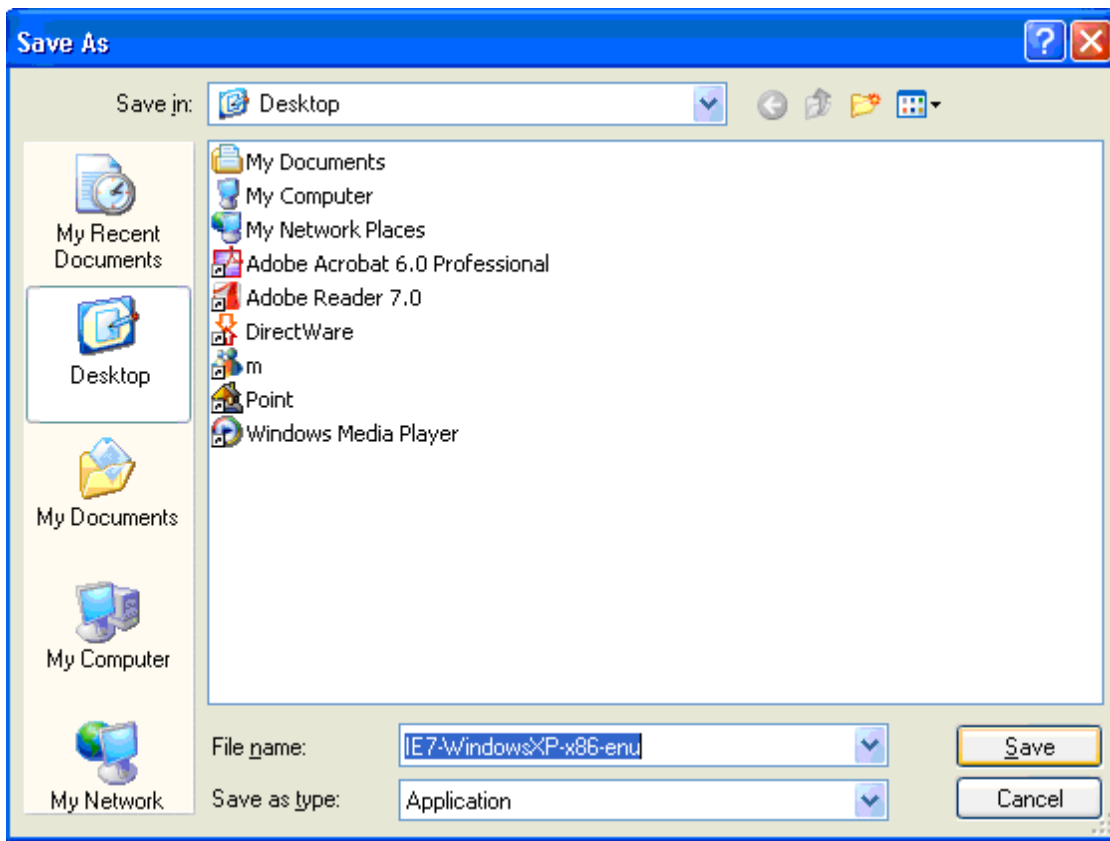 Save As
Save in: Desktop
My Recent
Documents
Desktop
My Documents
My Computer
My Network
My Documents
My Computer
My Network Places
Adobe Acrobat 6.0 Professional
Adobe Reader 7.0
DirectWare
m
Point
Windows Media Player
File name: IE7-WindowsXP-x86-enu Save
Save as type: Application Cancel